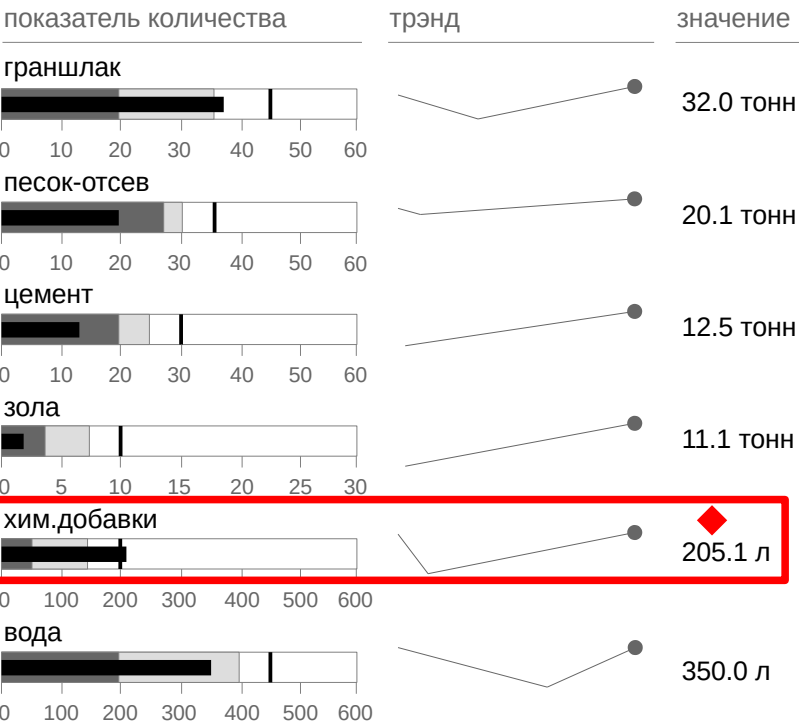 показатель количества трэнд значение
граншлак
32.0 тонн
0 10 20 30 40 50 60
песок-отсев
20.1 тонн
0 10 20 30 40 50 60
цемент
12.5 тонн
0 10 20 30 40 50 60
зола
11.1 тонн
0 5 10 15 20 25 30
хим.добавки
205.1 л
0 100 200 300 400 500 600
вода
350.0 л
0 100 200 300 400 500 600